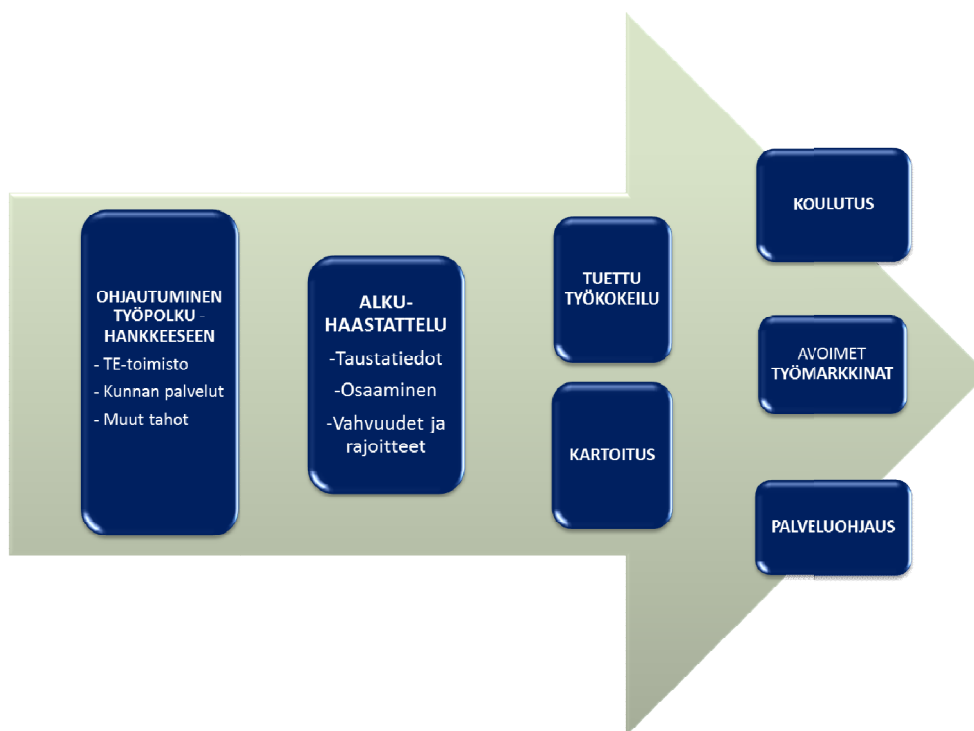 OHJAUTUMINEN
TYÖPOLKU -
HANKKEESEEN
- TE-toimisto
- Kunnan palvelut
- Muut tahot
ALKU-
HAASTATTELU
-Taustatiedot
-Osaaminen
-Vahvuudet ja
rajoitteet
TUETTU
TYÖKOKEILU
KARTOITUS
KOULUTUS
AVOIMET
TYÖMARKKINAT
PALVELUOHJAUS